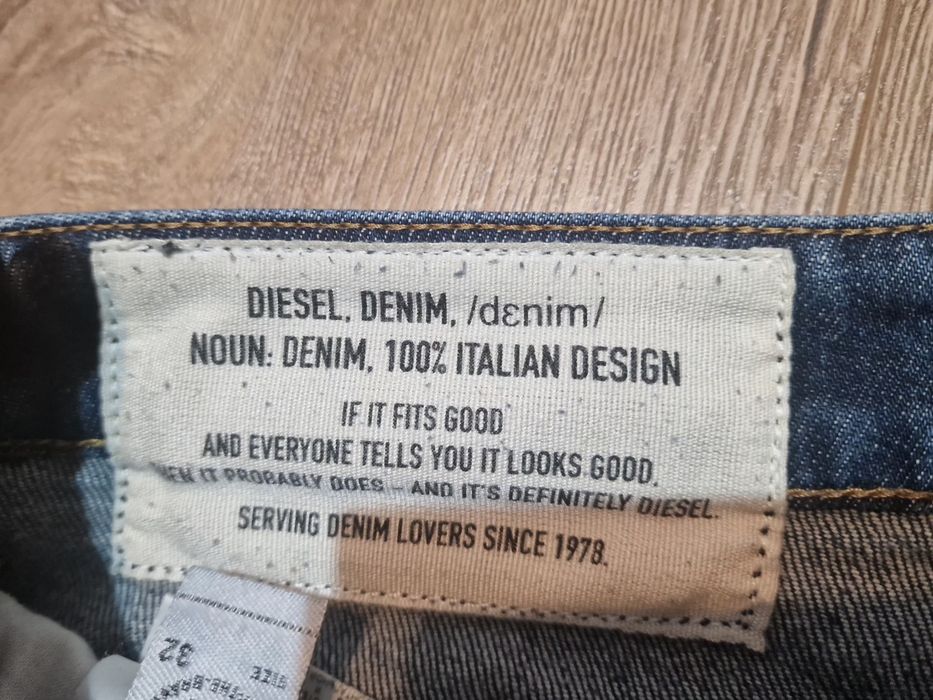 DIESEL, DENIM, /dɛnim/
NOUN: DENIM, 100% ITALIAN DESIGN
IF IT FITS GOOD
AND EVERYONE TELLS YOU IT LOOKS GOOD,
IT PROBABLY DOES – AND IT'S DEFINITELY DIESEL.
SERVING DENIM LOVERS SINCE 1978.
32
SIZE